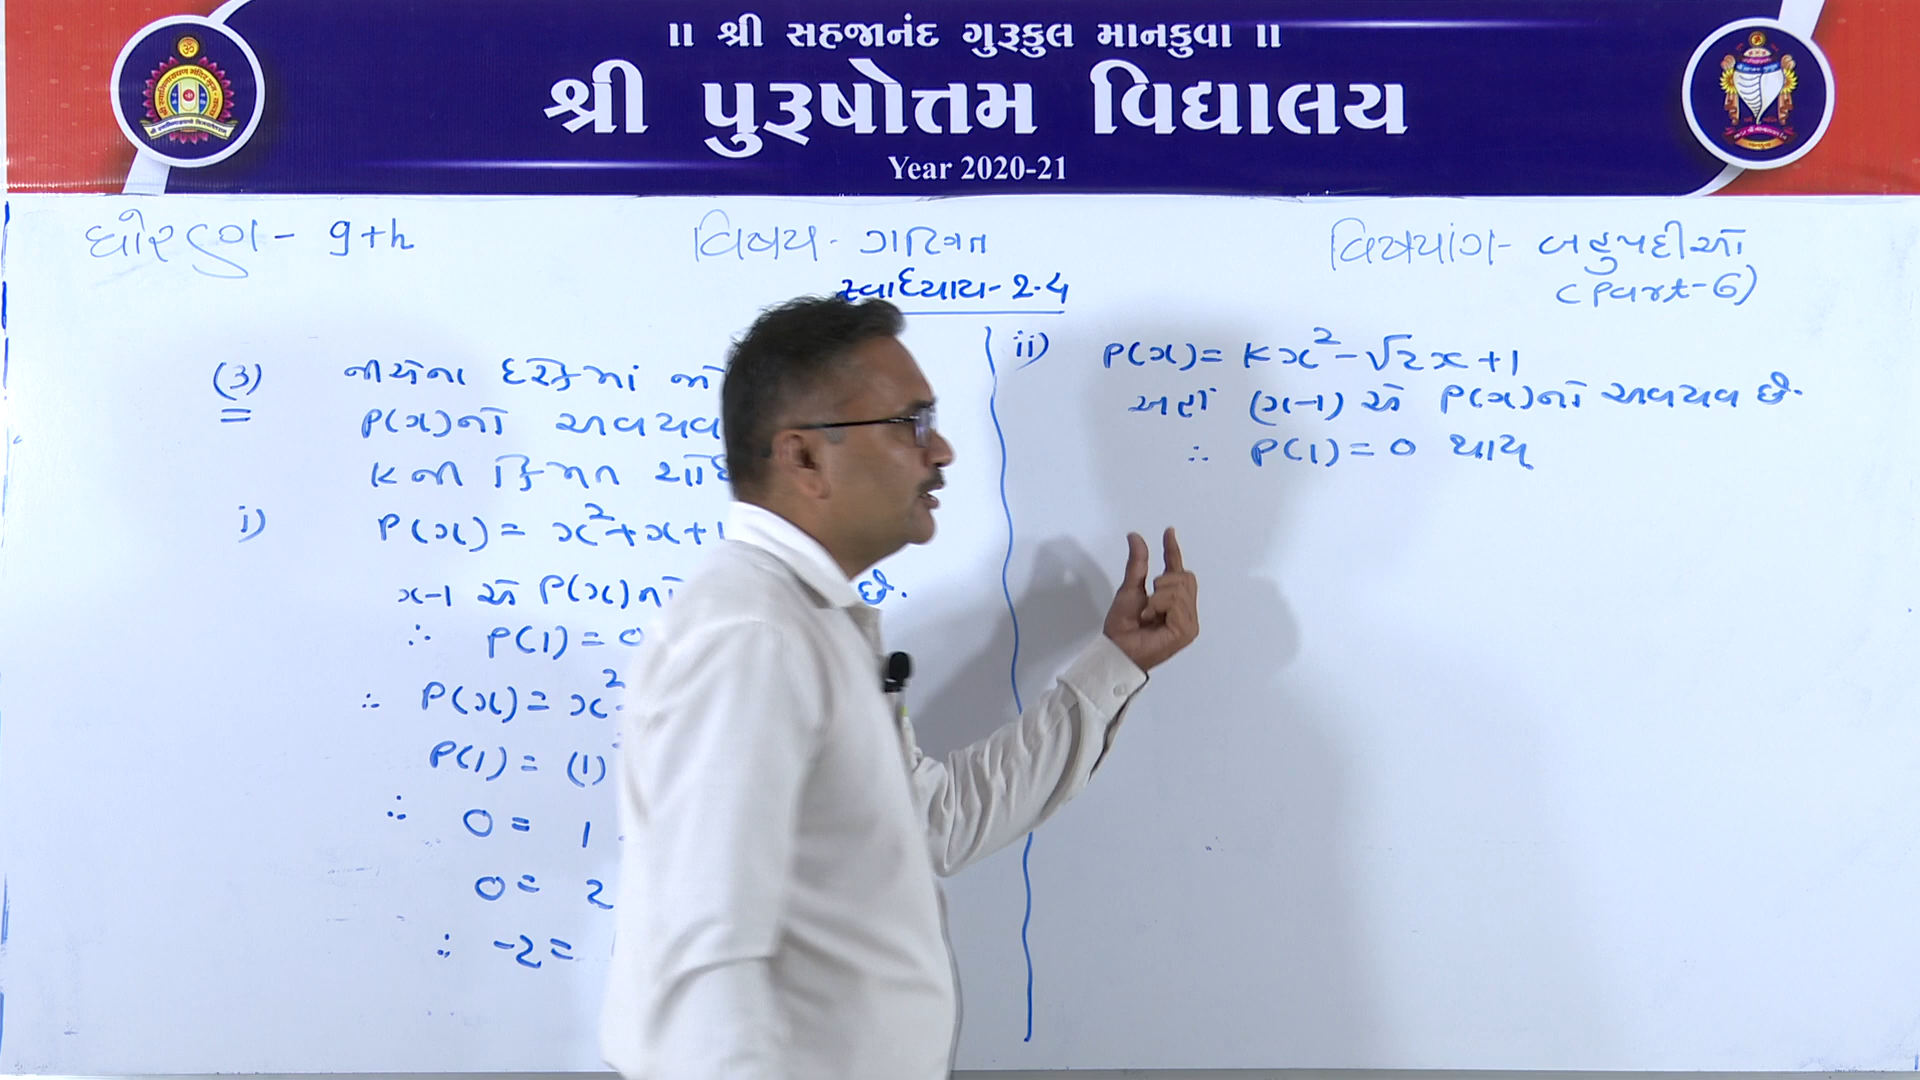 ॥ શ્રી સહજાનંદ ગુરૂકુલ માનકુવા ॥
શ્રી પુરૂષોત્તમ વિદ્યાલય
Year 2020-21
ધોરણ - 9th
વિષય - ગણિત
વિષયાંગ - બહુપદીઓ
(Part-6)
સ્વાધ્યાય - 2.4
(3) નીચેના દરેકમાં જો
P(x)નો અવયવ
Kની કિંમત
i) P(x) = x²+x+1
x-1 એ P(x)નો છે.
∴ P(1) = 0
∴ P(x) = x²
P(1) = (1)
∴ 0 = 1
0 = 2
∴ -2 =
ii) P(x) = Kx² - √2x + 1
અહીં (x-1) એ P(x)નો અવયવ છે.
∴ P(1) = 0 થાય